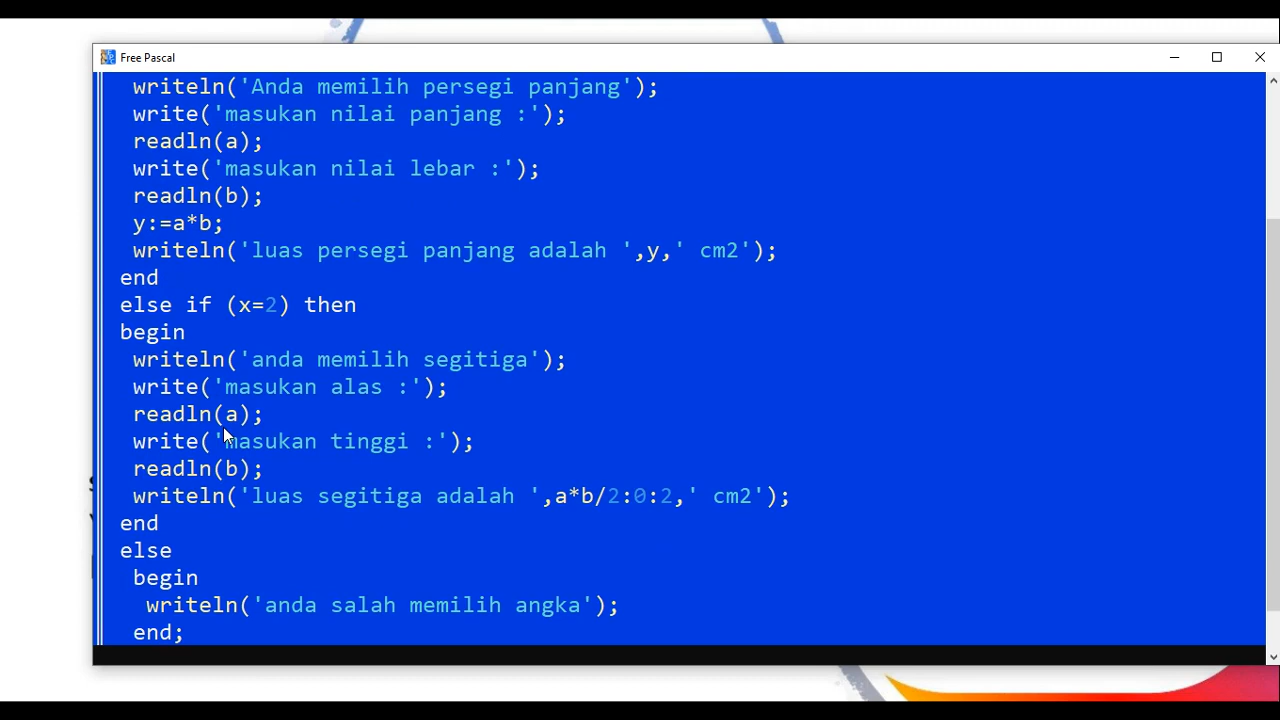 Free Pascal
writeln('Anda memilih persegi panjang');
write('masukan nilai panjang :');
readln(a);
write('masukan nilai lebar :');
readln(b);
y:=a*b;
writeln('luas persegi panjang adalah ',y,' cm2');
end
else if (x=2) then
begin
writeln('anda memilih segitiga');
write('masukan alas :');
readln(a);
write('masukan tinggi :');
readln(b);
writeln('luas segitiga adalah ',a*b/2:0:2,' cm2');
end
else
begin
writeln('anda salah memilih angka');
end;